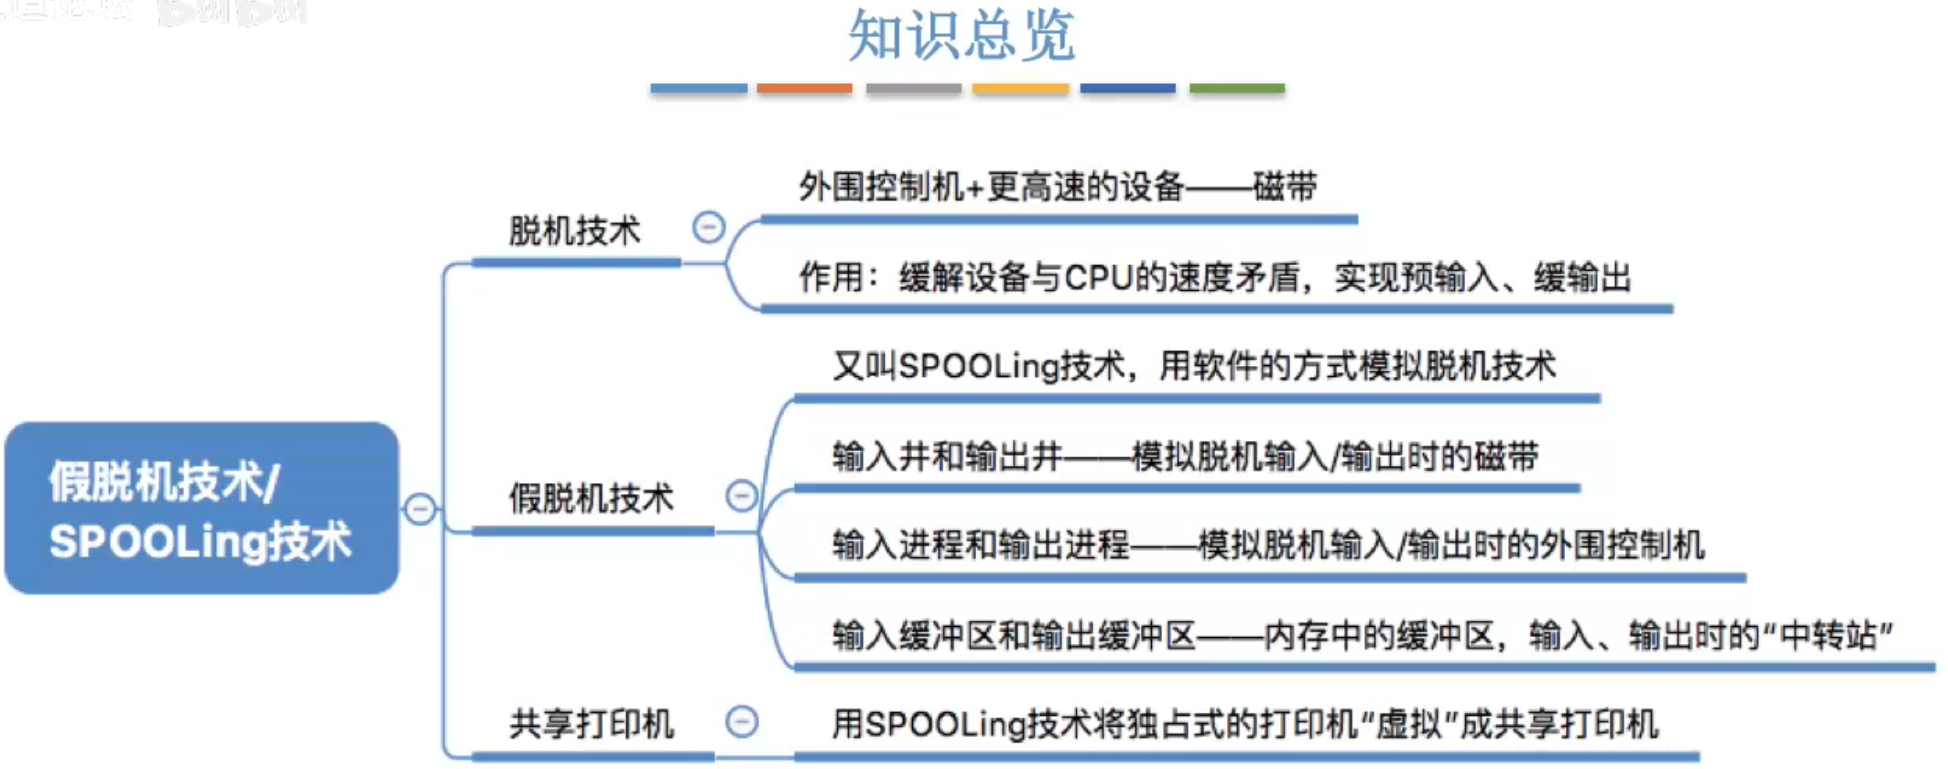 知识总览
外围控制机+更高速的设备——磁带
脱机技术
作用：缓解设备与CPU的速度矛盾，实现预输入、缓输出
又叫SPOOLing技术，用软件的方式模拟脱机技术
输入井和输出井——模拟脱机输入/输出时的磁带
假脱机技术/
SPOOLing技术
假脱机技术
输入进程和输出进程——模拟脱机输入/输出时的外围控制机
输入缓冲区和输出缓冲区——内存中的缓冲区，输入、输出时的“中转站”
共享打印机
用SPOOLing技术将独占式的打印机“虚拟”成共享打印机